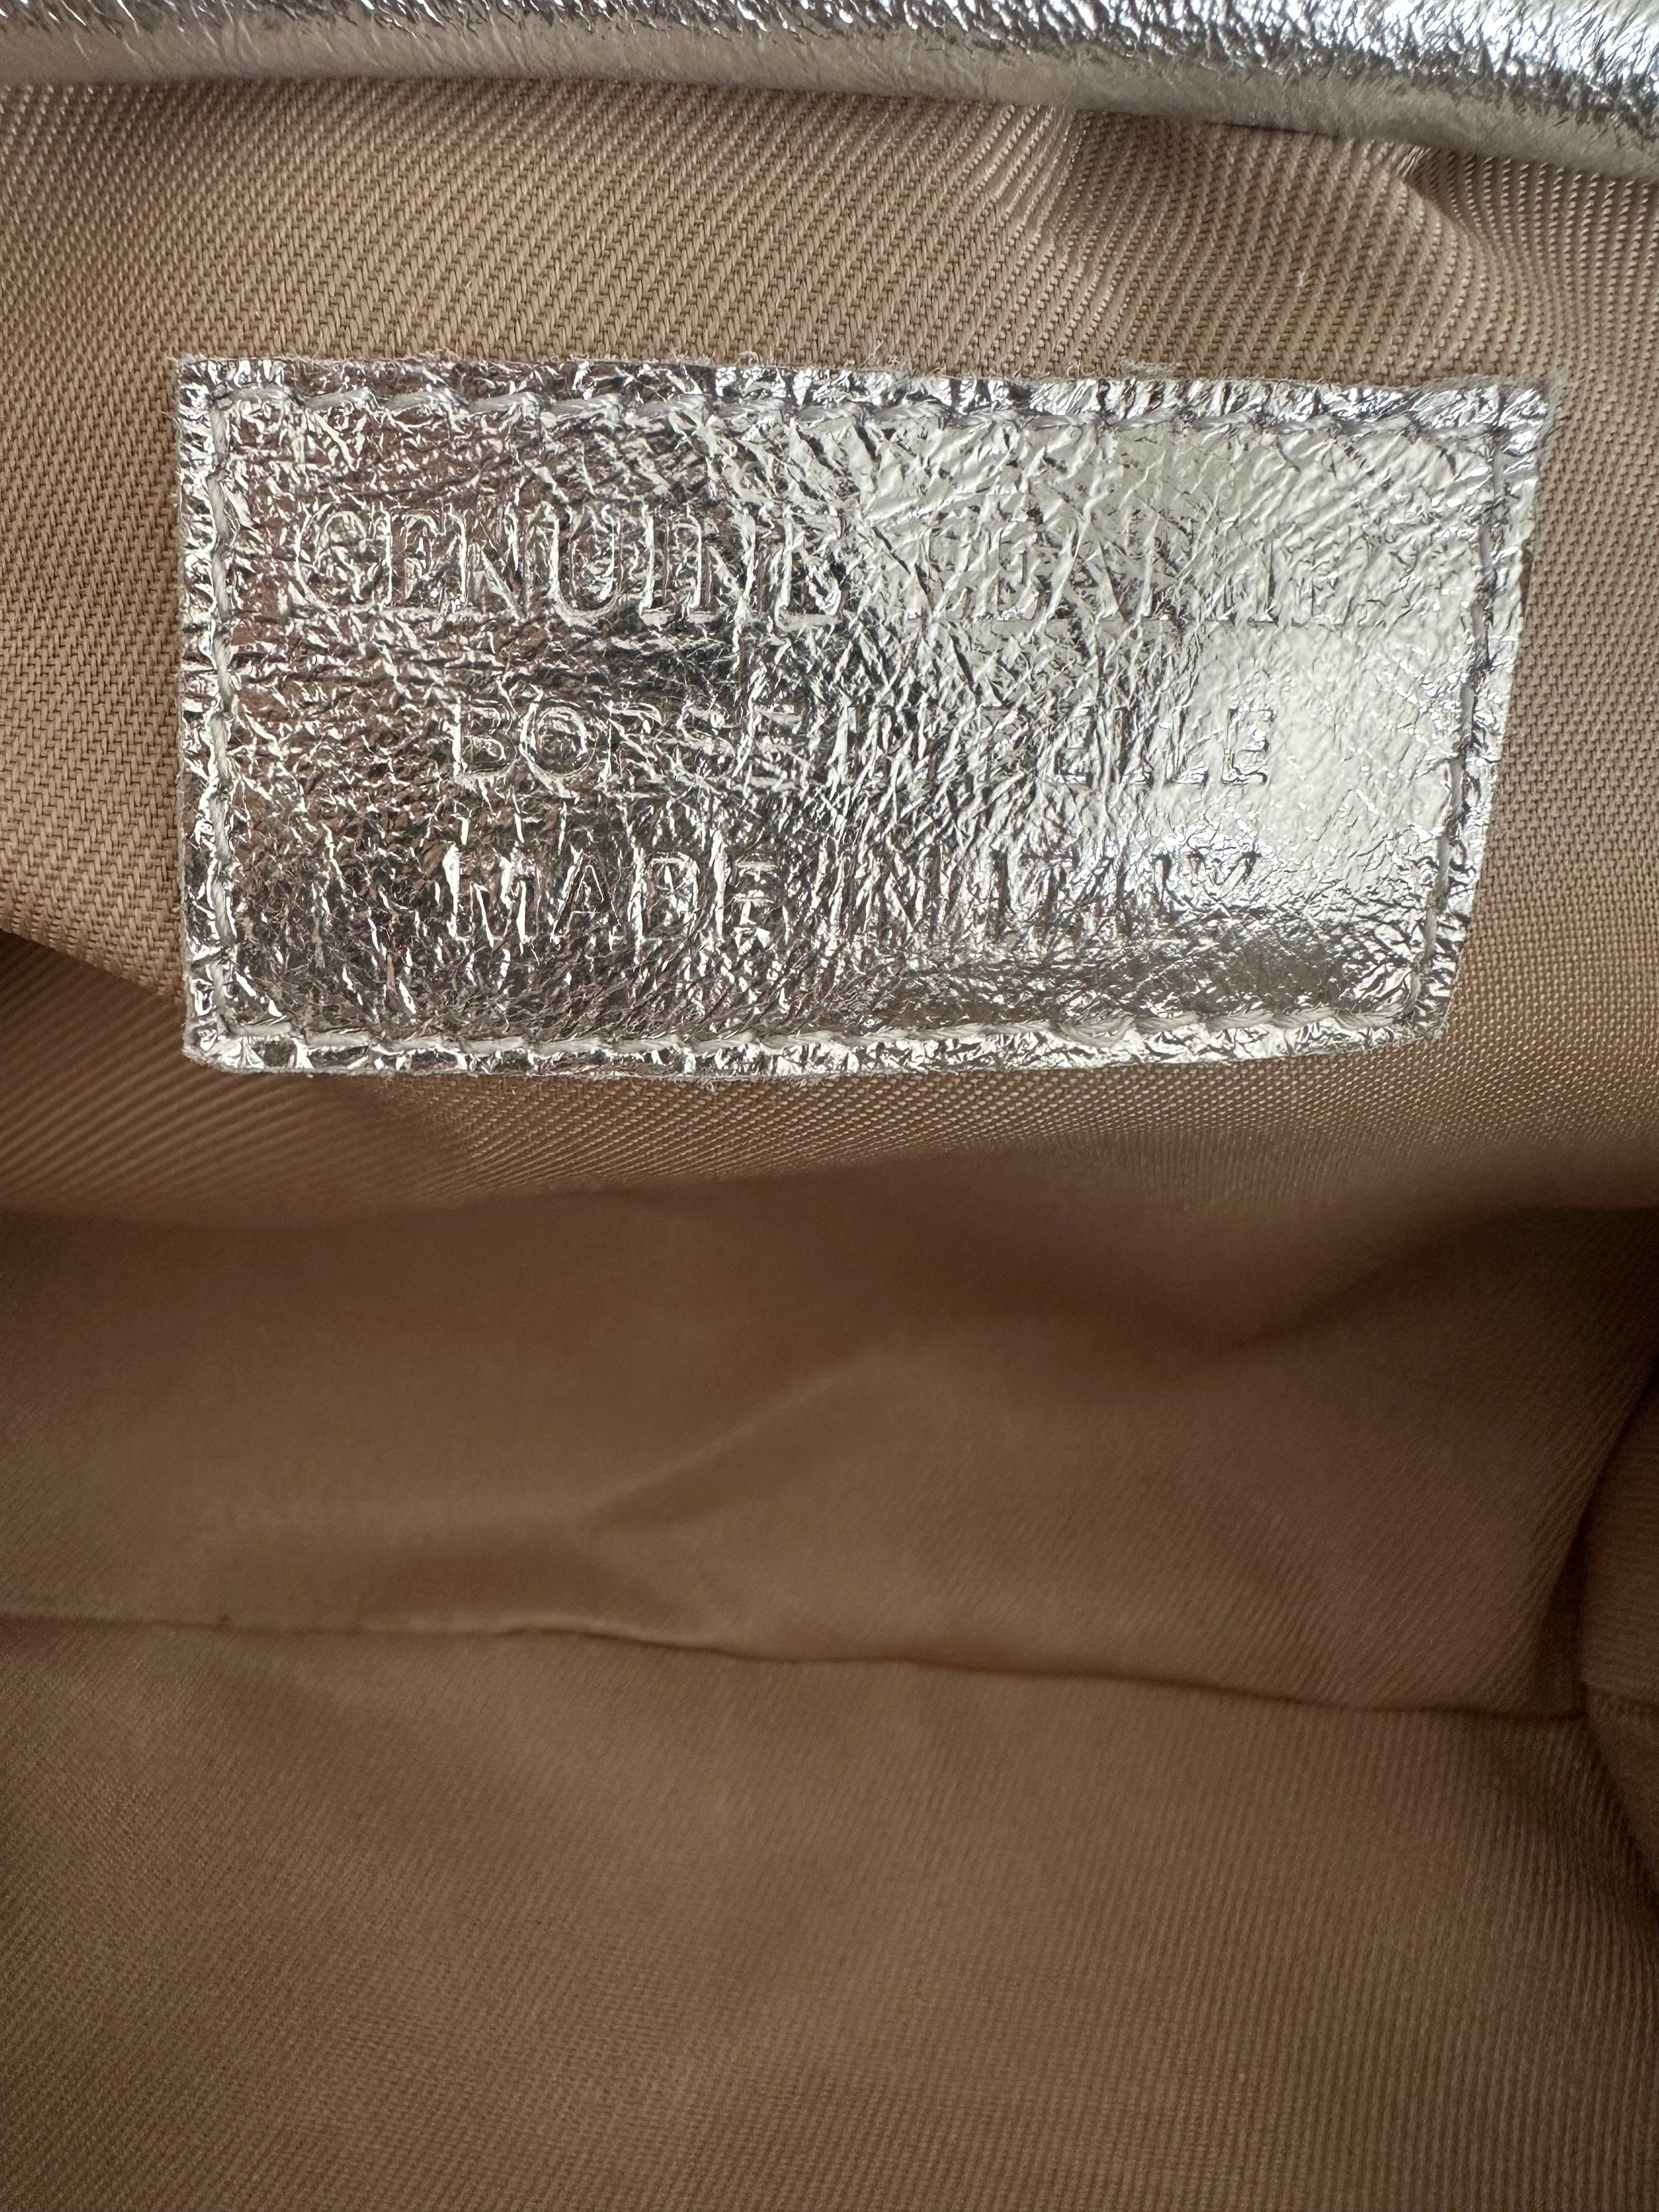 GENUINE LEATHER
BORSE IN PELLE
MADE IN ITALY